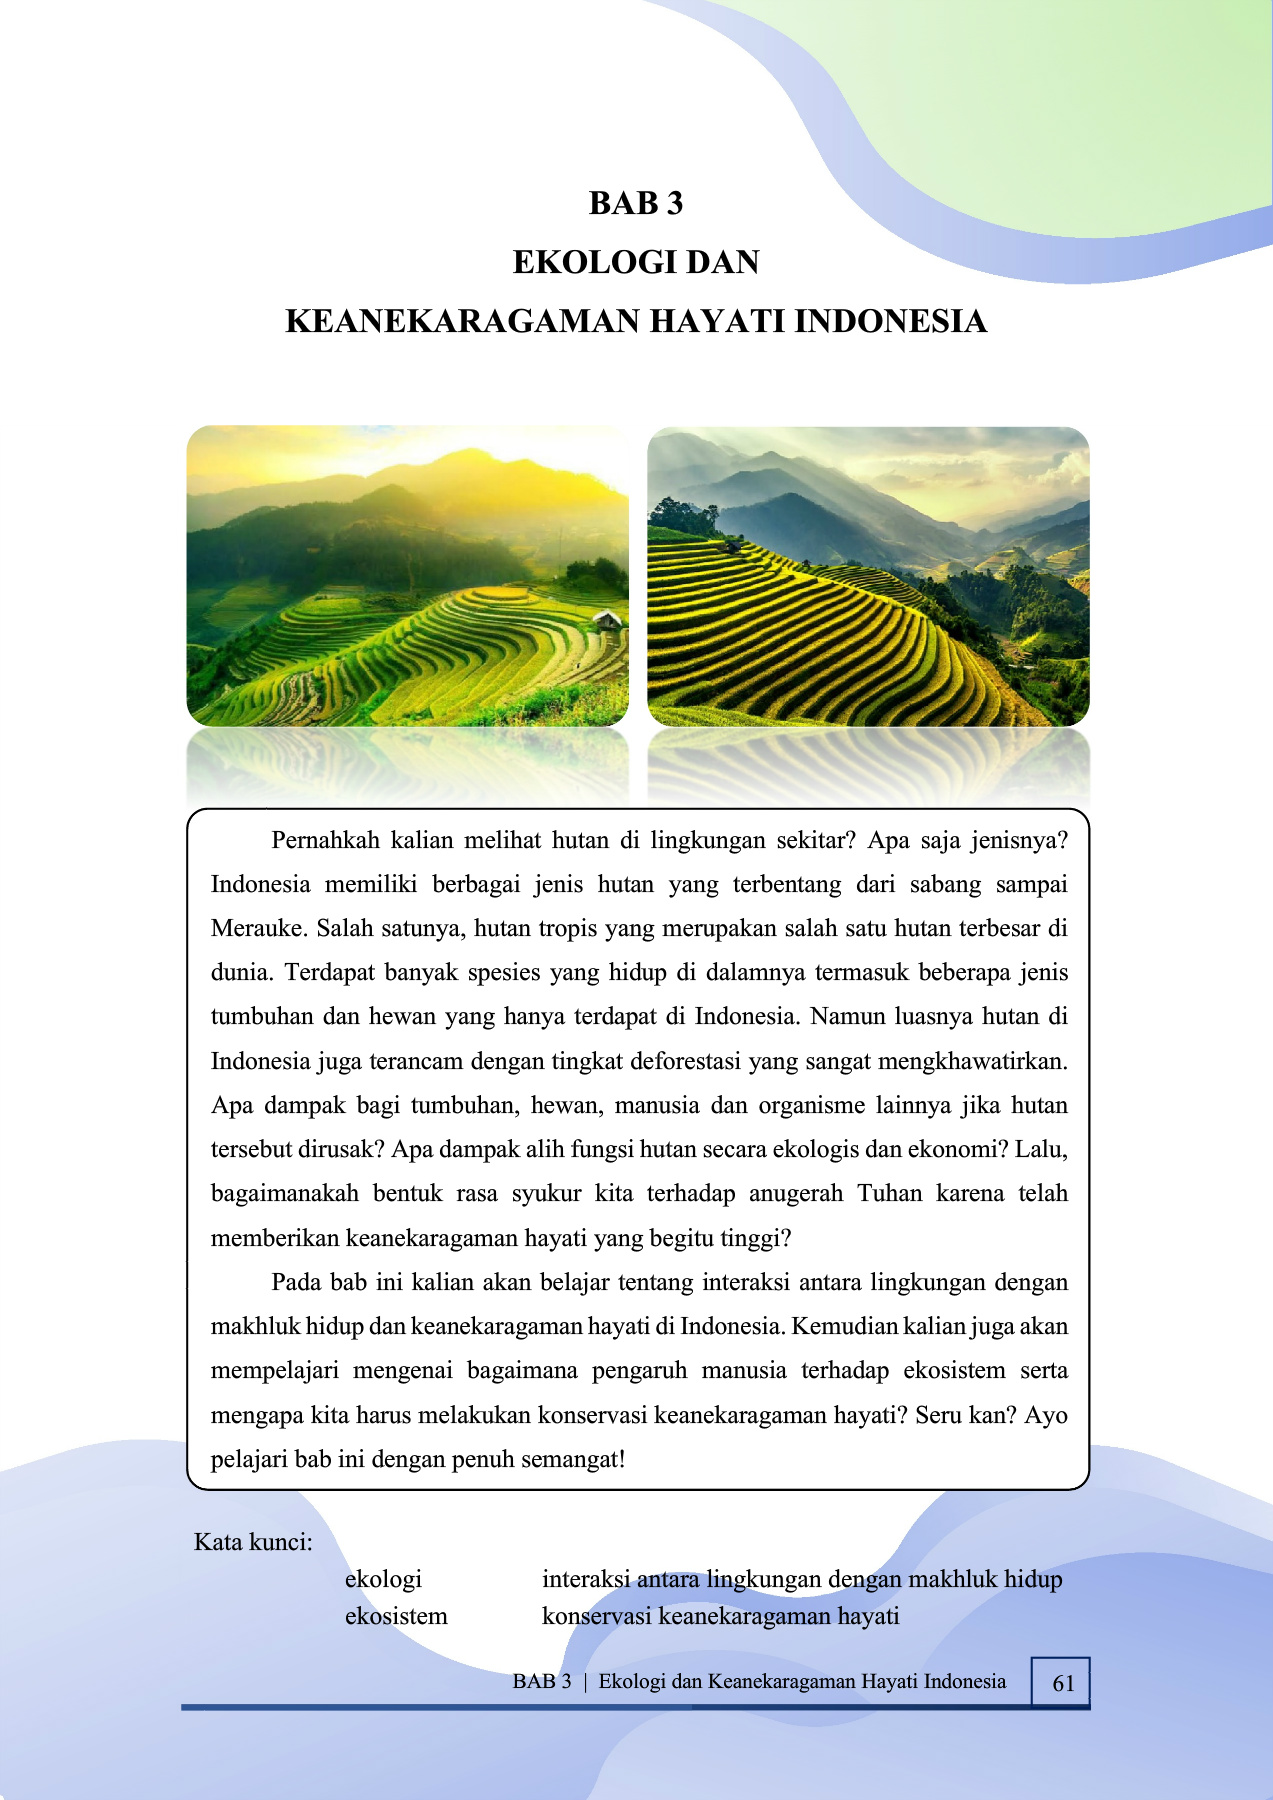 BAB 3
EKOLOGI DAN
KEANEKARAGAMAN HAYATI INDONESIA
Pernahkah kalian melihat hutan di lingkungan sekitar? Apa saja jenisnya?
Indonesia memiliki berbagai jenis hutan yang terbentang dari sabang sampai
Merauke. Salah satunya, hutan tropis yang merupakan salah satu hutan terbesar di
dunia. Terdapat banyak spesies yang hidup di dalamnya termasuk beberapa jenis
tumbuhan dan hewan yang hanya terdapat di Indonesia. Namun luasnya hutan di
Indonesia juga terancam dengan tingkat deforestasi yang sangat mengkhawatirkan.
Apa dampak bagi tumbuhan, hewan, manusia dan organisme lainnya jika hutan
tersebut dirusak? Apa dampak alih fungsi hutan secara ekologis dan ekonomi? Lalu,
bagaimanakah bentuk rasa syukur kita terhadap anugerah Tuhan karena telah
memberikan keanekaragaman hayati yang begitu tinggi?
Pada bab ini kalian akan belajar tentang interaksi antara lingkungan dengan
makhluk hidup dan keanekaragaman hayati di Indonesia. Kemudian kalian juga akan
mempelajari mengenai bagaimana pengaruh manusia terhadap ekosistem serta
mengapa kita harus melakukan konservasi keanekaragaman hayati? Seru kan? Ayo
pelajari bab ini dengan penuh semangat!
Kata kunci:
ekologi interaksi antara lingkungan dengan makhluk hidup
ekosistem konservasi keanekaragaman hayati
BAB 3 | Ekologi dan Keanekaragaman Hayati Indonesia 61